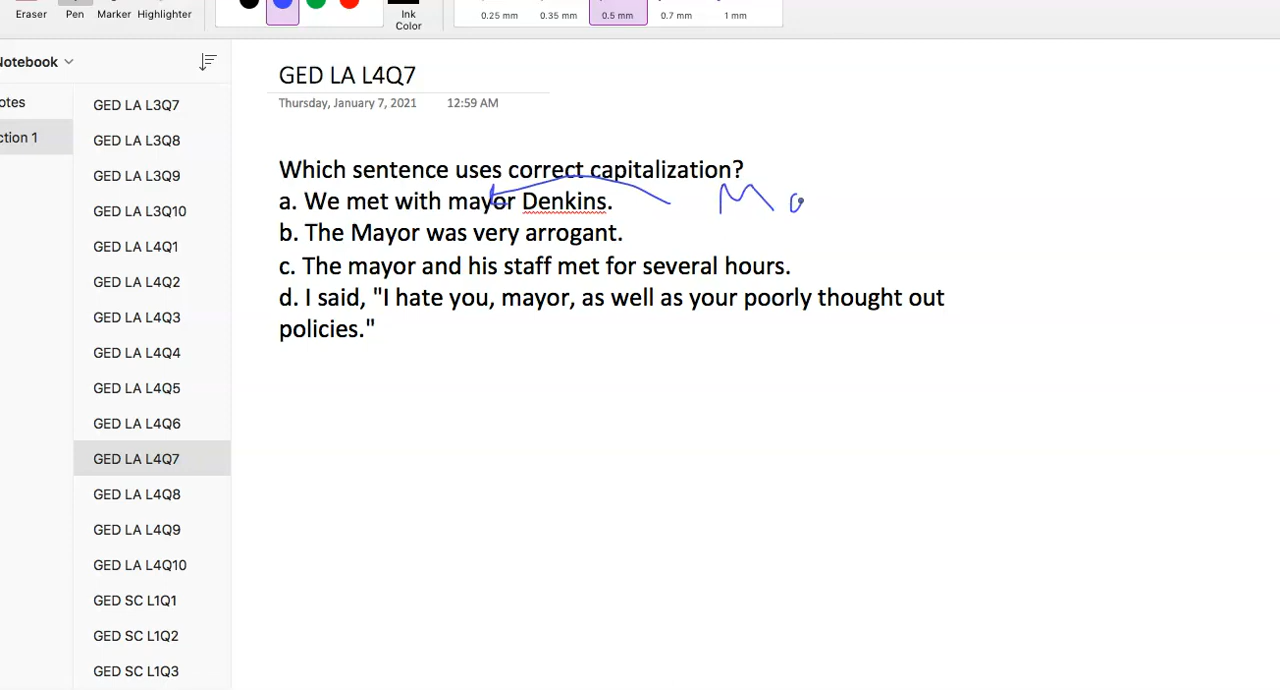 Eraser Pen Marker Highlighter Ink Color 0.25 mm 0.35 mm 0.5 mm 0.7 mm 1 mm
Notebook
otes
ction 1
GED LA L3Q7
GED LA L3Q8
GED LA L3Q9
GED LA L3Q10
GED LA L4Q1
GED LA L4Q2
GED LA L4Q3
GED LA L4Q4
GED LA L4Q5
GED LA L4Q6
GED LA L4Q7
GED LA L4Q8
GED LA L4Q9
GED LA L4Q10
GED SC L1Q1
GED SC L1Q2
GED SC L1Q3
GED LA L4Q7
Thursday, January 7, 2021 12:59 AM
Which sentence uses correct capitalization?
a. We met with mayor Denkins. Ma
b. The Mayor was very arrogant.
c. The mayor and his staff met for several hours.
d. I said, "I hate you, mayor, as well as your poorly thought out
policies."